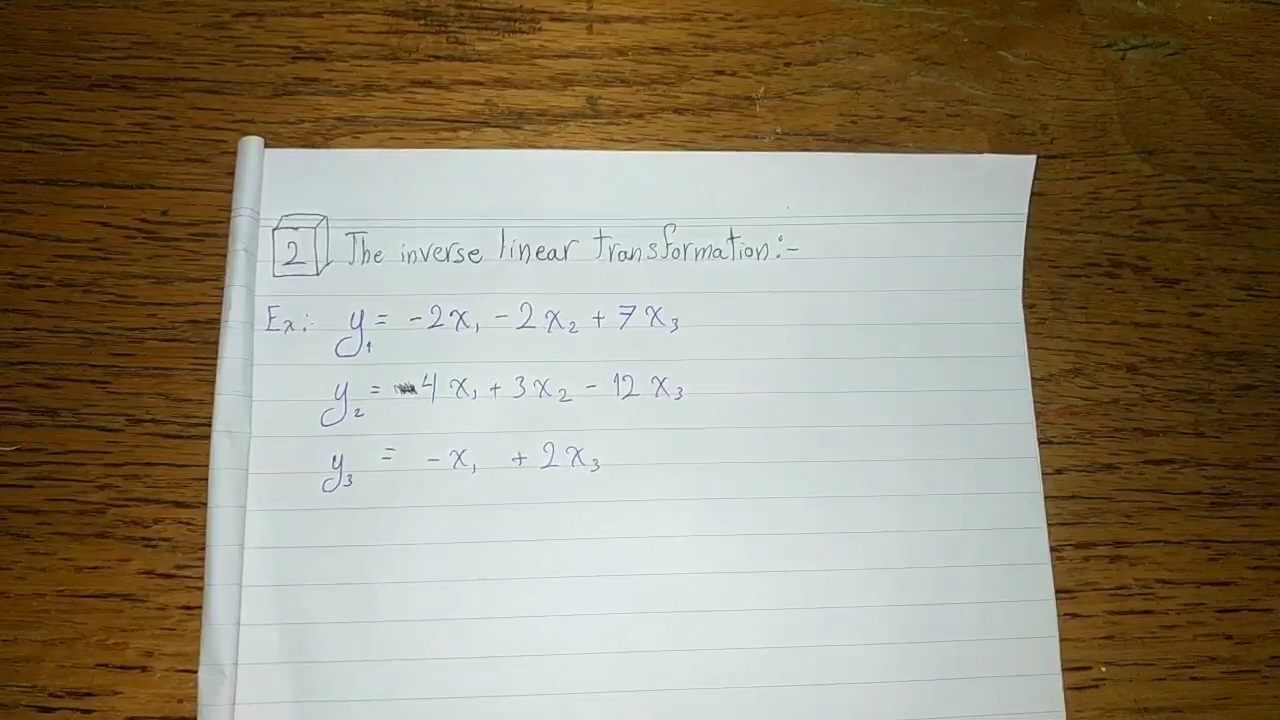 2 The inverse linear transformation:-
Ex:- y₁ = -2x₁ - 2x₂ + 7x₃
y₂ = 4x₁ + 3x₂ - 12x₃
y₃ = -x₁ + 2x₃